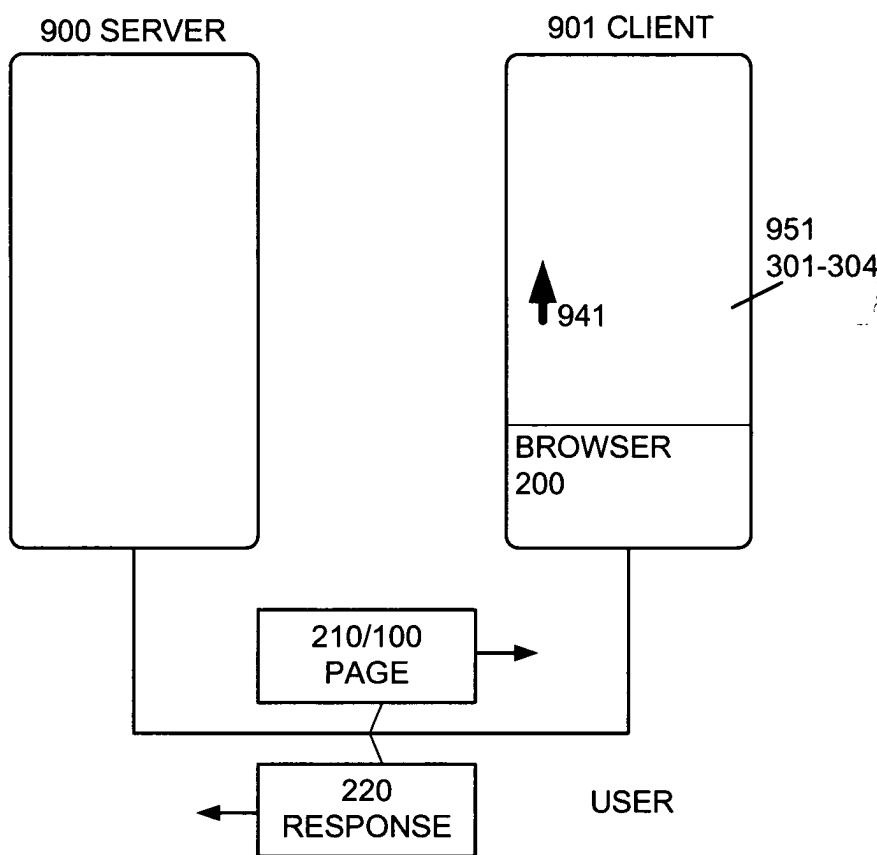 900 SERVER
901 CLIENT
951
301-304
941
BROWSER
200
210/100
PAGE
220
RESPONSE
USER